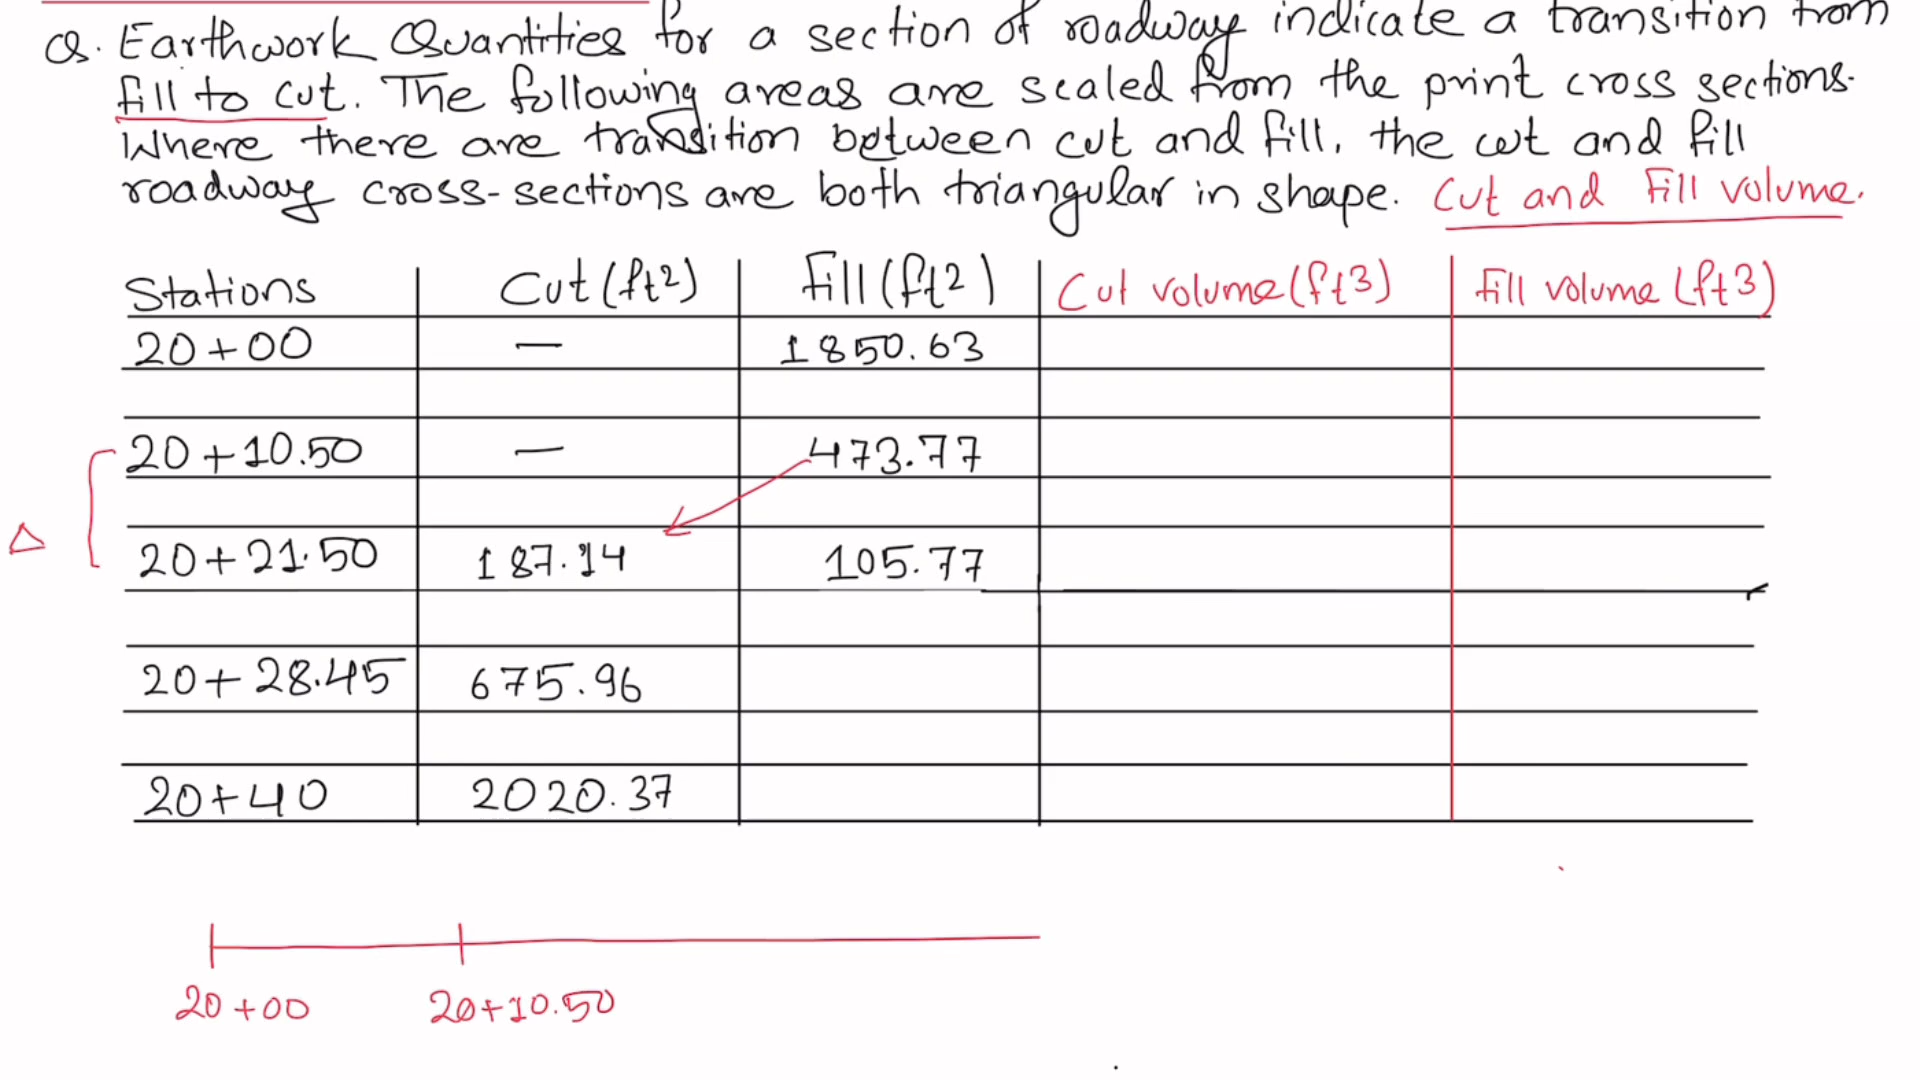 Q. Earthwork Quantities for a section of roadway indicate a transition from
fill to cut. The following areas are scaled from the print cross sections.
Where there are transition between cut and fill, the cut and fill
roadway cross-sections are both triangular in shape. Cut and Fill volume.
Stations Cut (ft2) Fill (ft2) Cut volume (ft3) Fill volume (ft3)
20+00 — 1850.63
20+10.50 — 473.77
Δ 20+21.50 187.14 105.77
20+28.45 675.96
20+40 2020.37
20+00 20+10.50